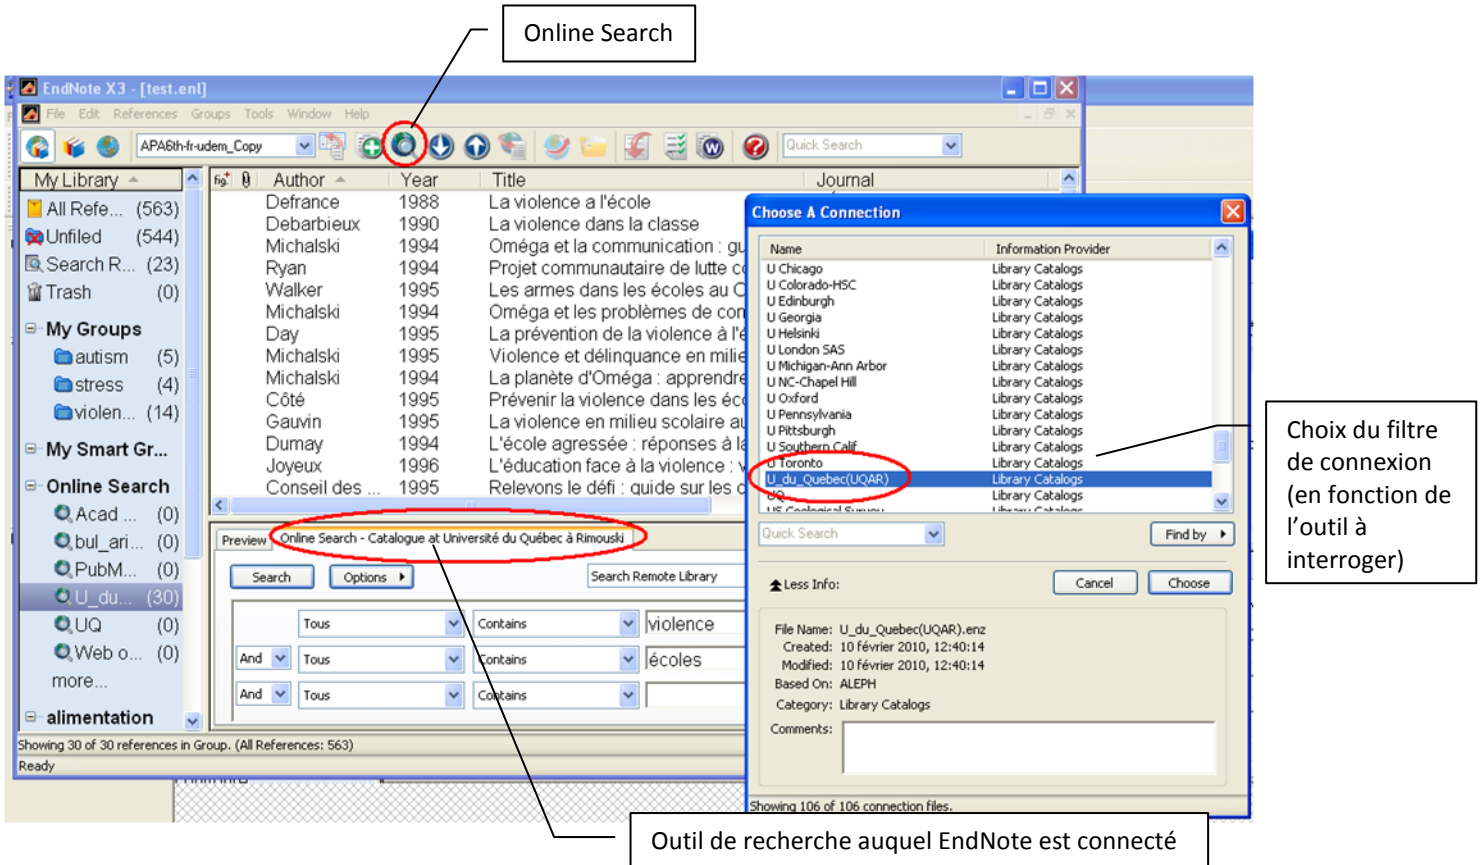 Online Search
EndNote X3 - [test.enl]
File Edit References Groups Tools Window Help
APA6th-fr-udem_Copy
Quick Search
My Library
All Refe... (563)
Unfiled (544)
Search R... (23)
Trash (0)
My Groups
autism (5)
stress (4)
violen... (14)
My Smart Gr...
Online Search
Acad ... (0)
bul_ari... (0)
PubM... (0)
U_du... (30)
UQ (0)
Web o... (0)
more...
alimentation
fig. Author Year Title Journal
Defrance 1988 La violence a l'école
Debarbieux 1990 La violence dans la classe
Michalski 1994 Oméga et la communication : gu
Ryan 1994 Projet communautaire de lutte co
Walker 1995 Les armes dans les écoles au C
Michalski 1994 Oméga et les problèmes de con
Day 1995 La prévention de la violence à l'é
Michalski 1995 Violence et délinquance en milie
Michalski 1994 La planète d'Oméga : apprendre
Côté 1995 Prévenir la violence dans les éco
Gauvin 1995 La violence en milieu scolaire au
Dumay 1994 L'école agressée : réponses à la
Joyeux 1996 L'éducation face à la violence : v
Conseil des ... 1995 Relevons le défi : guide sur les c
Preview Online Search - Catalogue at Université du Québec à Rimouski
Search Options Search Remote Library
Tous Contains violence
And Tous Contains écoles
And Tous Contains
Showing 30 of 30 references in Group. (All References: 563)
Ready
Choose A Connection
Name Information Provider
U Chicago Library Catalogs
U Colorado-HSC Library Catalogs
U Edinburgh Library Catalogs
U Georgia Library Catalogs
U Helsinki Library Catalogs
U London SAS Library Catalogs
U Michigan-Ann Arbor Library Catalogs
U NC-Chapel Hill Library Catalogs
U Oxford Library Catalogs
U Pennsylvania Library Catalogs
U Pittsburgh Library Catalogs
U Southern Calif Library Catalogs
U Toronto Library Catalogs
U_du_Quebec(UQAR) Library Catalogs
UQ Library Catalogs
US Geological Survey Library Catalogs
Quick Search Find by
Less Info: Cancel Choose
File Name: U_du_Quebec(UQAR).enz
Created: 10 février 2010, 12:40:14
Modified: 10 février 2010, 12:40:14
Based On: ALEPH
Category: Library Catalogs
Comments:
Showing 106 of 106 connection files.
Choix du filtre
de connexion
(en fonction de
l'outil à
interroger)
Outil de recherche auquel EndNote est connecté